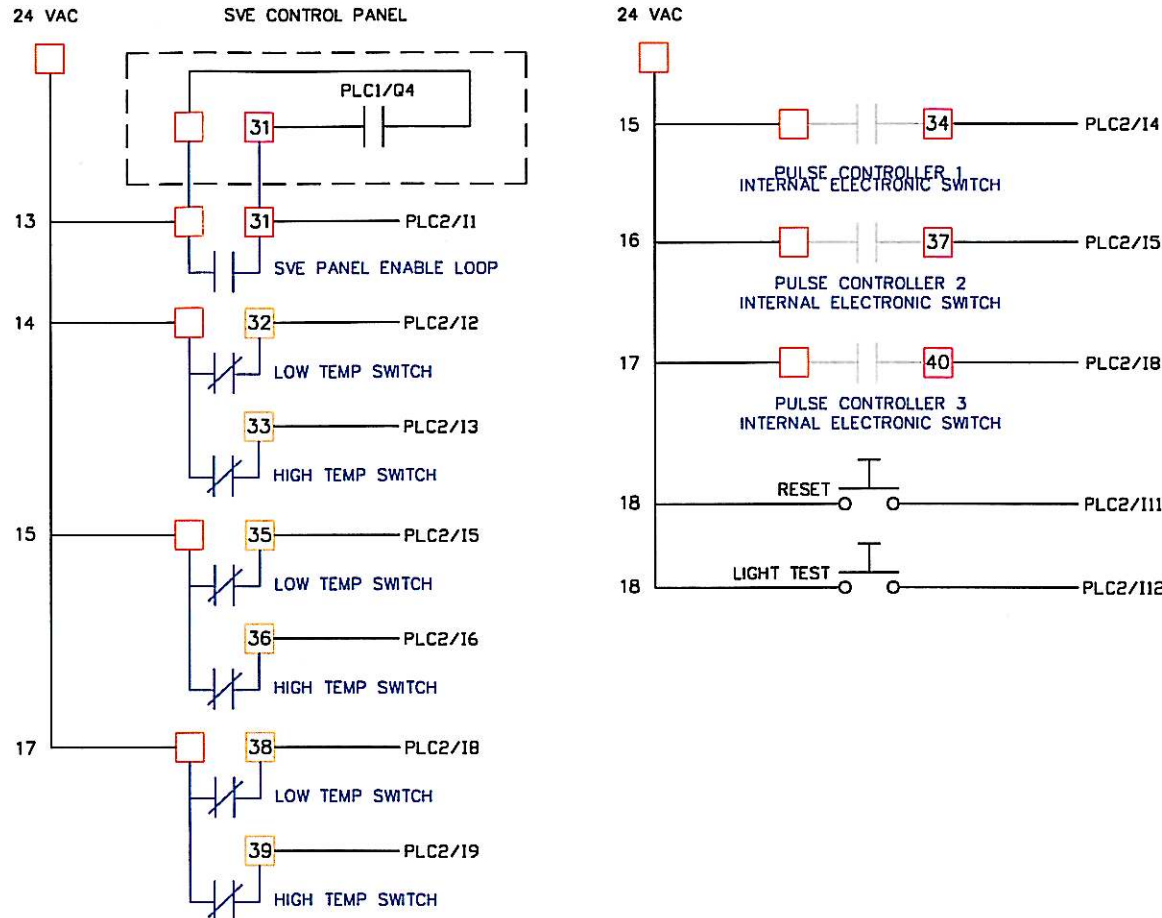 24 VAC
SVE CONTROL PANEL
PLC1/Q4
31
13
31
PLC2/I1
SVE PANEL ENABLE LOOP
14
32
PLC2/I2
LOW TEMP SWITCH
33
PLC2/I3
HIGH TEMP SWITCH
15
35
PLC2/I5
LOW TEMP SWITCH
36
PLC2/I6
HIGH TEMP SWITCH
17
38
PLC2/I8
LOW TEMP SWITCH
39
PLC2/I9
HIGH TEMP SWITCH
24 VAC
15
34
PLC2/I4
PULSE CONTROLLER 1
INTERNAL ELECTRONIC SWITCH
16
37
PLC2/I5
PULSE CONTROLLER 2
INTERNAL ELECTRONIC SWITCH
17
40
PLC2/I8
PULSE CONTROLLER 3
INTERNAL ELECTRONIC SWITCH
RESET
18
PLC2/I11
LIGHT TEST
18
PLC2/I12